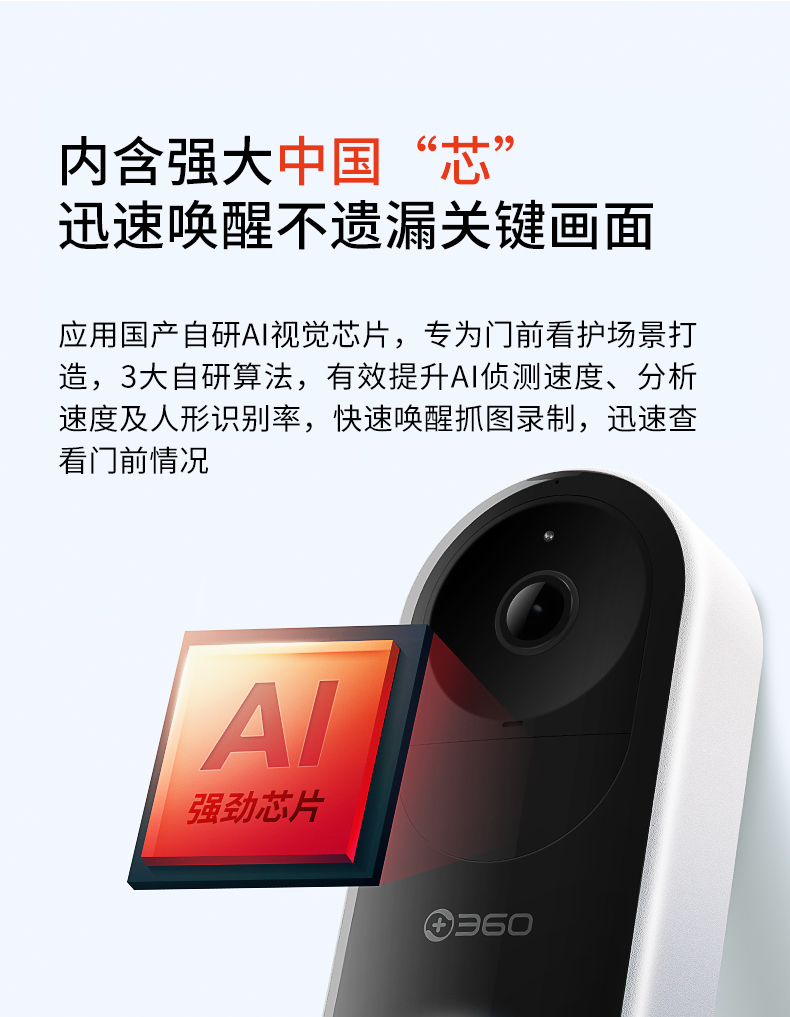 内含强大中国“芯”
迅速唤醒不遗漏关键画面
应用国产自研AI视觉芯片，专为门前看护场景打
造，3大自研算法，有效提升AI侦测速度、分析
速度及人形识别率，快速唤醒抓图录制，迅速查
看门前情况
AI
强劲芯片
360